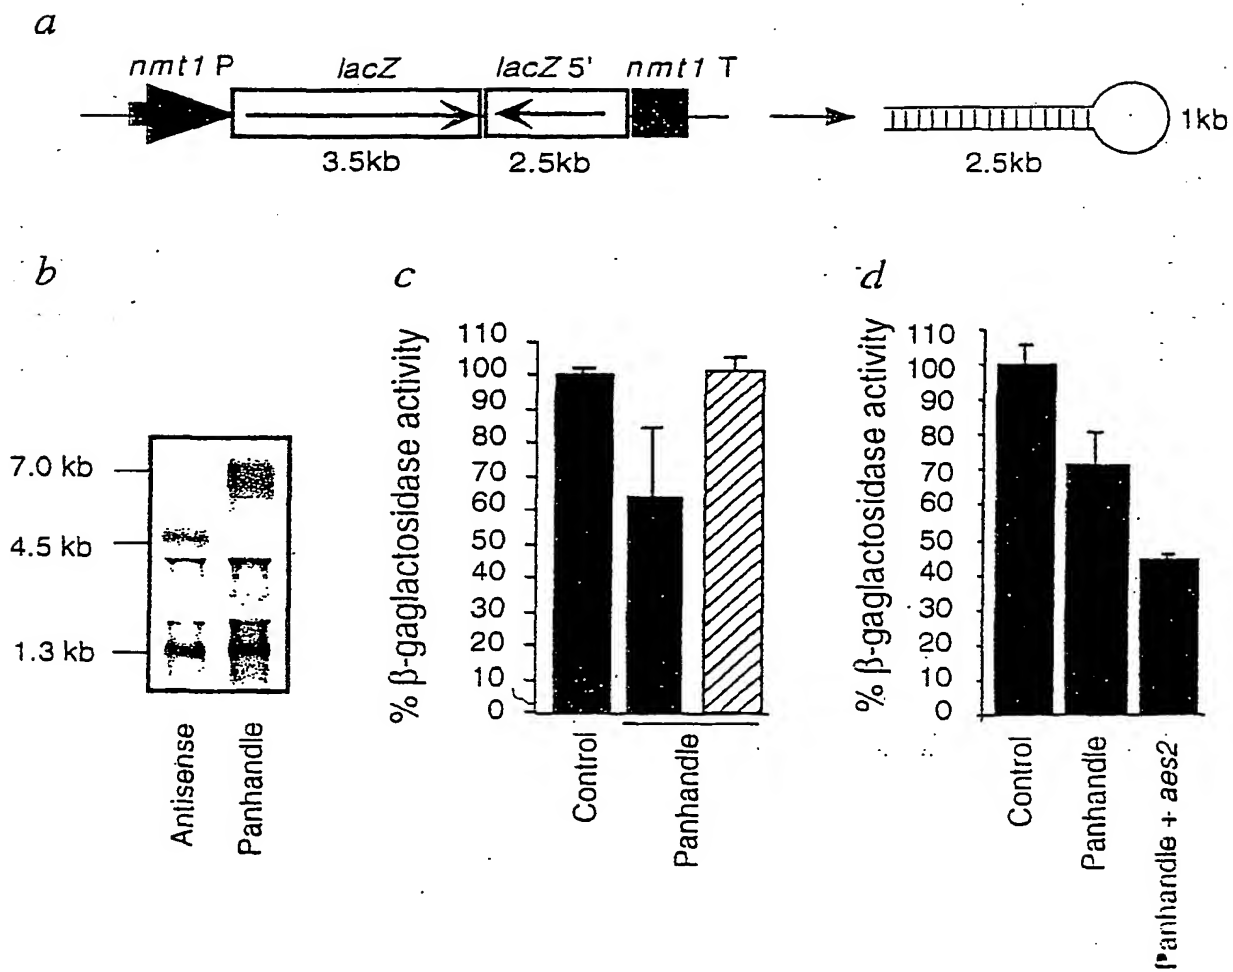 a
nmt1 P
lacZ
lacZ 5'
nmt1 T
3.5kb
2.5kb
2.5kb
1kb
b
7.0 kb
4.5 kb
1.3 kb
Antisense
Panhandle
c
% β-gaglactosidase activity
110
100
90
80
70
60
50
40
30
20
10
0
Control
Panhandle
d
% β-gaglactosidase activity
110
100
90
80
70
60
50
40
30
20
10
0
Control
Panhandle
Panhandle + aes2